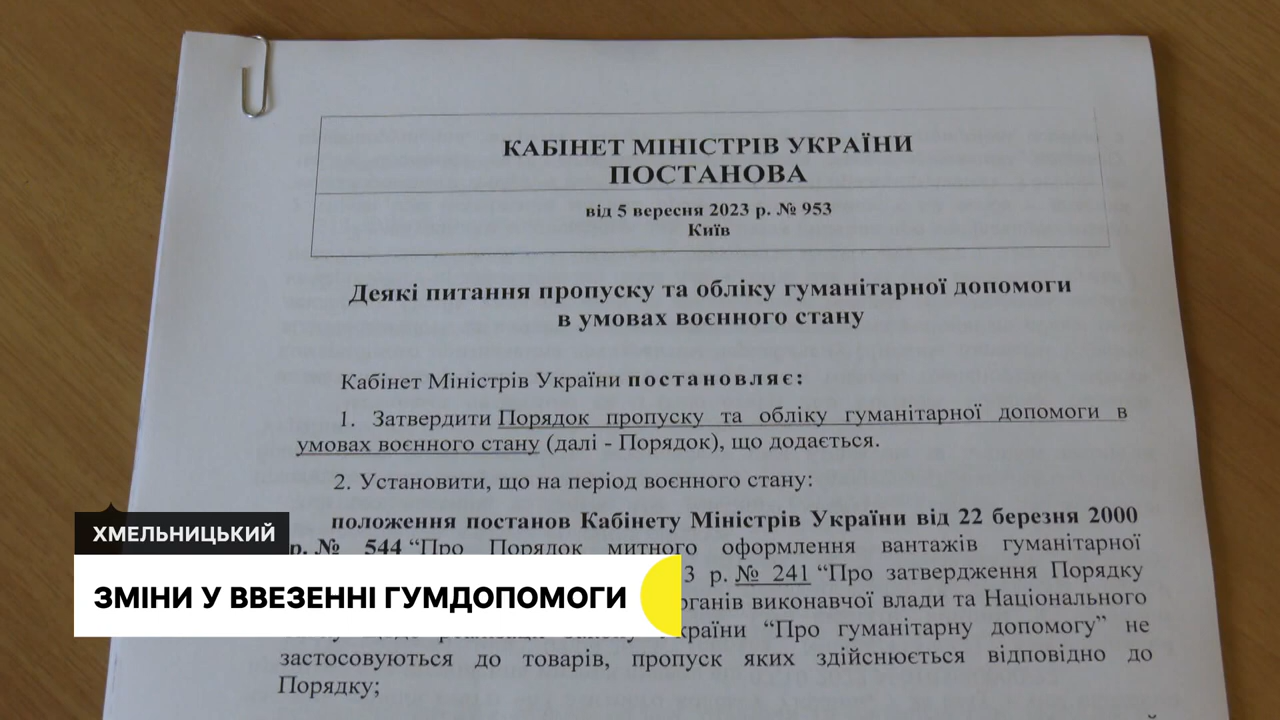 КАБІНЕТ МІНІСТРІВ УКРАЇНИ
ПОСТАНОВА
від 5 вересня 2023 р. № 953
Київ
Деякі питання пропуску та обліку гуманітарної допомоги
в умовах воєнного стану
Кабінет Міністрів України постановляє:
1. Затвердити Порядок пропуску та обліку гуманітарної допомоги в
умовах воєнного стану (далі - Порядок), що додається.
2. Установити, що на період воєнного стану:
положення постанов Кабінету Міністрів України від 22 березня 2000
р. № 544 “Про Порядок митного оформлення вантажів гуманітарної
3 р. № 241 “Про затвердження Порядку
органів виконавчої влади та Національного
України “Про гуманітарну допомогу” не
застосовуються до товарів, пропуск яких здійснюється відповідно до
Порядку;
ХМЕЛЬНИЦЬКИЙ
ЗМІНИ У ВВЕЗЕННІ ГУМДОПОМОГИ